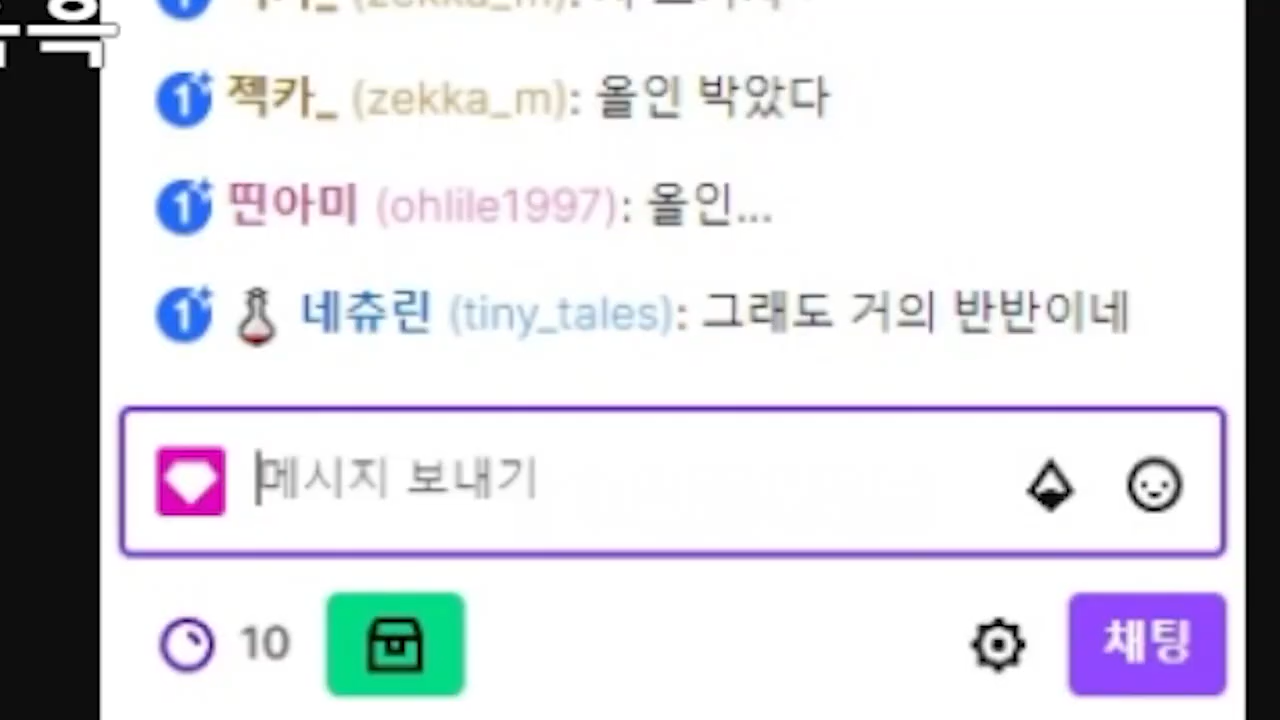 젝카_ (zekka_m): 올인 박았다
띤아미 (ohlile1997): 올인...
네츄린 (tiny_tales): 그래도 거의 반반이네
메시지 보내기
10
채팅